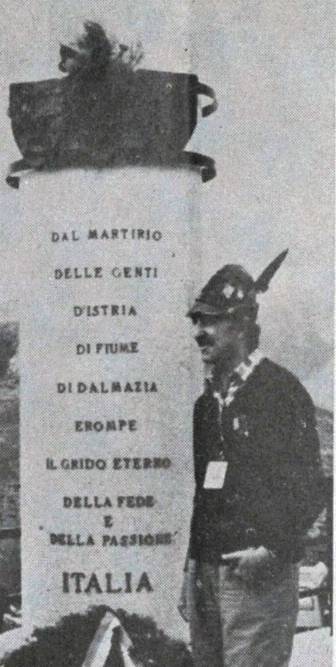 DAL MARTIRIO
DELLE GENTI
D'ISTRIA
DI FIUME
DI DALMAZIA
EROMPE
IL GRIDO ETERNO
DELLA FEDE
E
DELLA PASSIONE
ITALIA